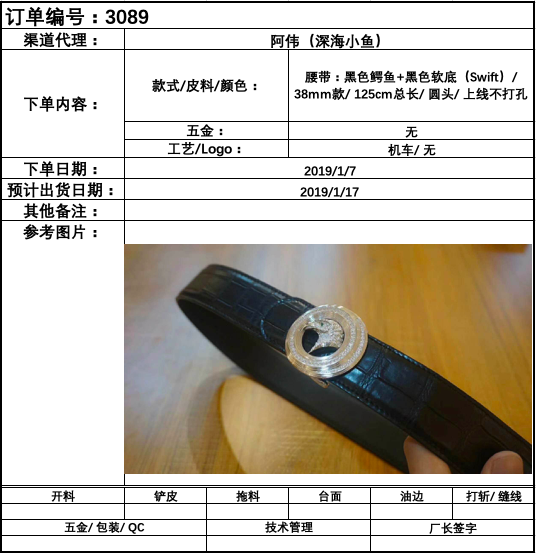 订单编号：3089
渠道代理：
阿伟（深海小鱼）
下单内容：
款式/皮料/颜色：
腰带：黑色鳄鱼+黑色软底（Swift）/
38mm款/ 125cm总长/ 圆头/ 上线不打孔
五金：
无
工艺/Logo：
机车/ 无
下单日期：
2019/1/7
预计出货日期：
2019/1/17
其他备注：
参考图片：
开料
铲皮
拖料
台面
油边
打斩/ 缝线
五金/ 包装/ QC
技术管理
厂长签字